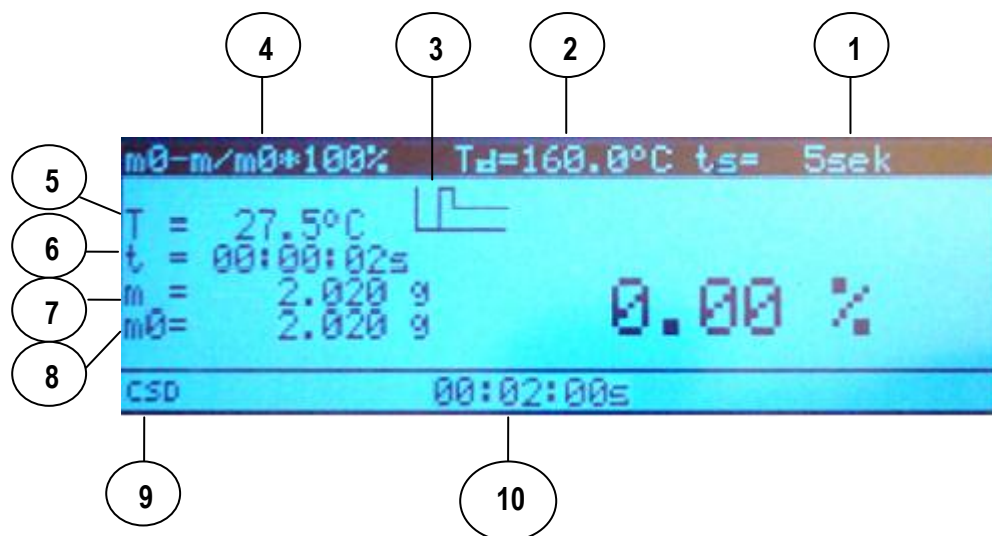 4 3 2 1
m0-m/m0*100% Td=160.0°C ts= 5sek
5
T = 27.5°C
6
t = 00:00:02s
7
m = 2.020 g
0.00 %
8
m0= 2.020 g
CSD 00:02:00s
9 10